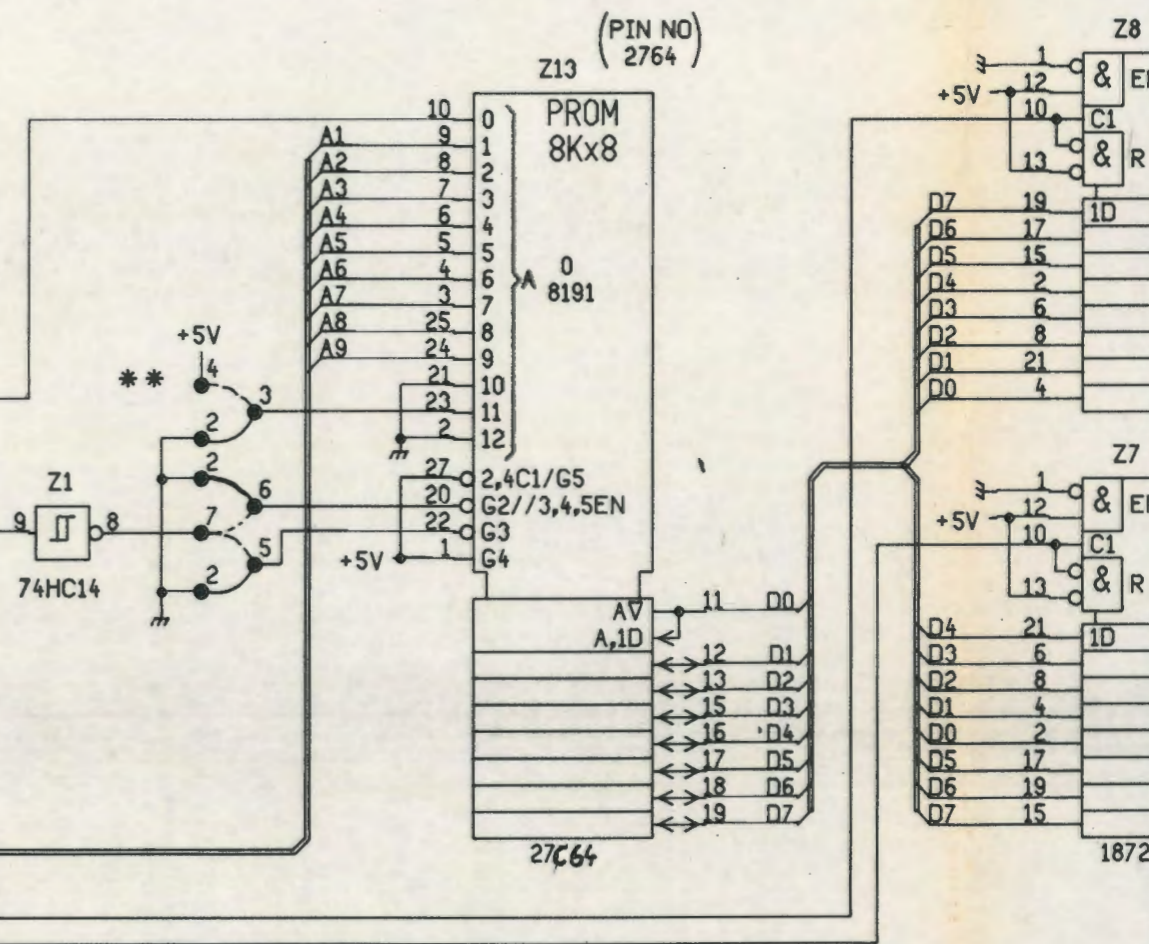 (PIN NO)
2764
Z13
Z8
PROM
8Kx8
10 0
A1 9 1
A2 8 2
A3 7 3
A4 6 4
A5 5 5
A6 4 6
A7 3 7
A8 25 8
A9 24 9
21 10
23 11
2 12
A 0
8191
27 2,4C1/G5
20 G2//3,4,5EN
22 G3
+5V 1 G4
+5V
**
4
3
2
2
6
7
5
2
Z1
9 8
74HC14
A▽ 11 D0
A,1D
12 D1
13 D2
15 D3
16 D4
17 D5
18 D6
19 D7
27C64
1
+5V 12 &
10 C1
13 & R
D7 19 1D
D6 17
D5 15
D4 2
D3 6
D2 8
D1 21
D0 4
Z7
1
+5V 12 &
10 C1
13 & R
D4 21 1D
D3 6
D2 8
D1 4
D0 2
D5 17
D6 19
D7 15
1872